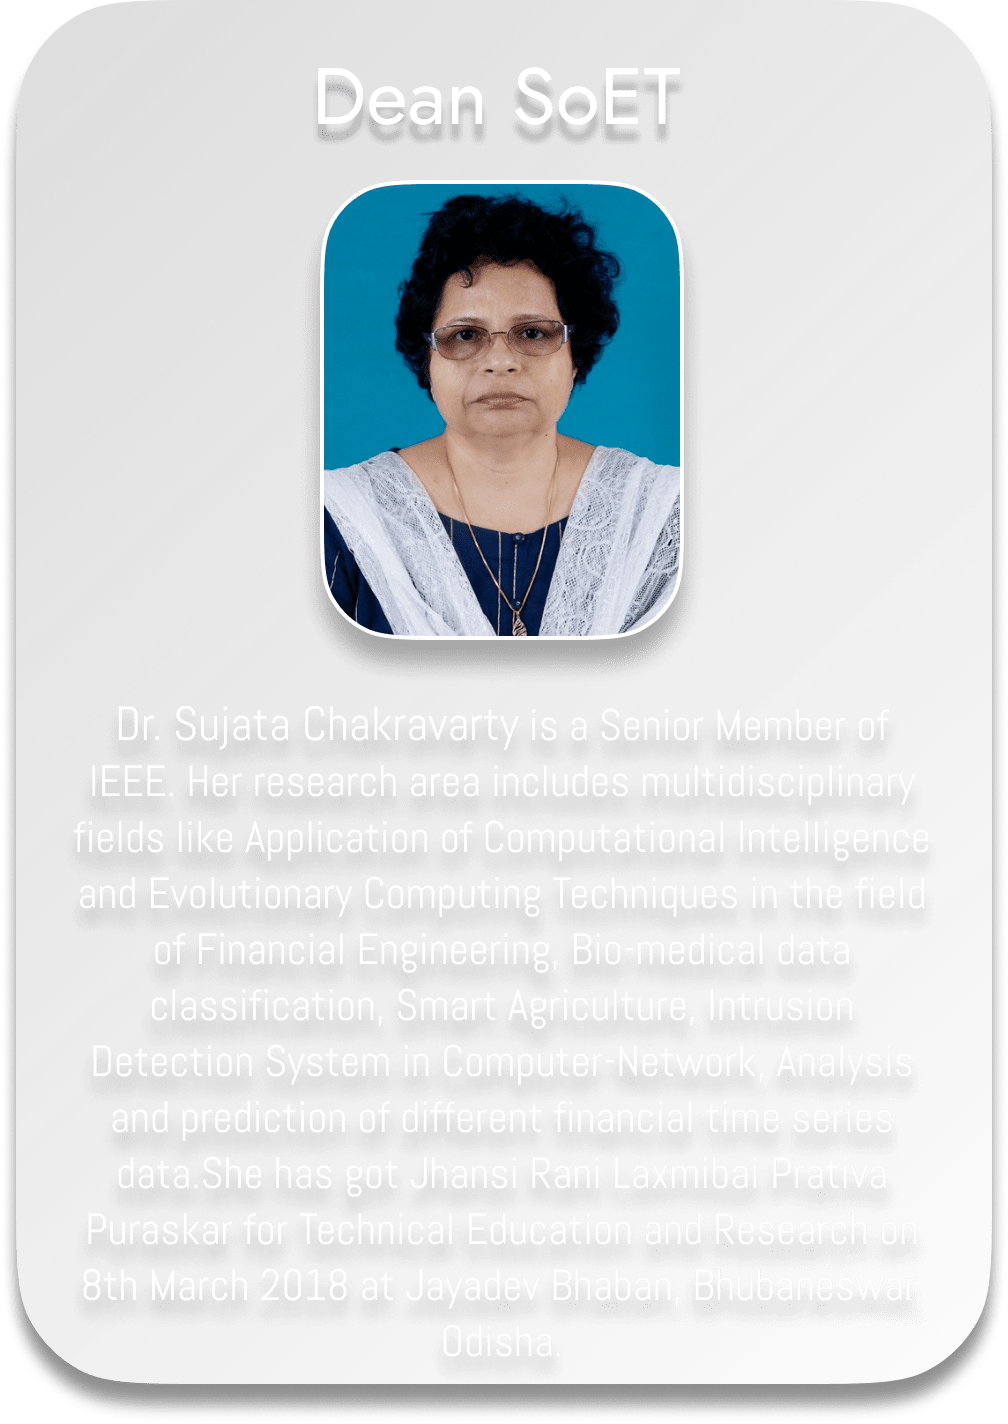 Dean SoET
Dr. Sujata Chakravarty is a Senior Member of
IEEE. Her research area includes multidisciplinary
fields like Application of Computational Intelligence
and Evolutionary Computing Techniques in the field
of Financial Engineering, Bio-medical data
classification, Smart Agriculture, Intrusion
Detection System in Computer-Network, Analysis
and prediction of different financial time series
data.She has got Jhansi Rani Laxmibai Prativa
Puraskar for Technical Education and Research on
8th March 2018 at Jayadev Bhaban, Bhubaneswar,
Odisha.